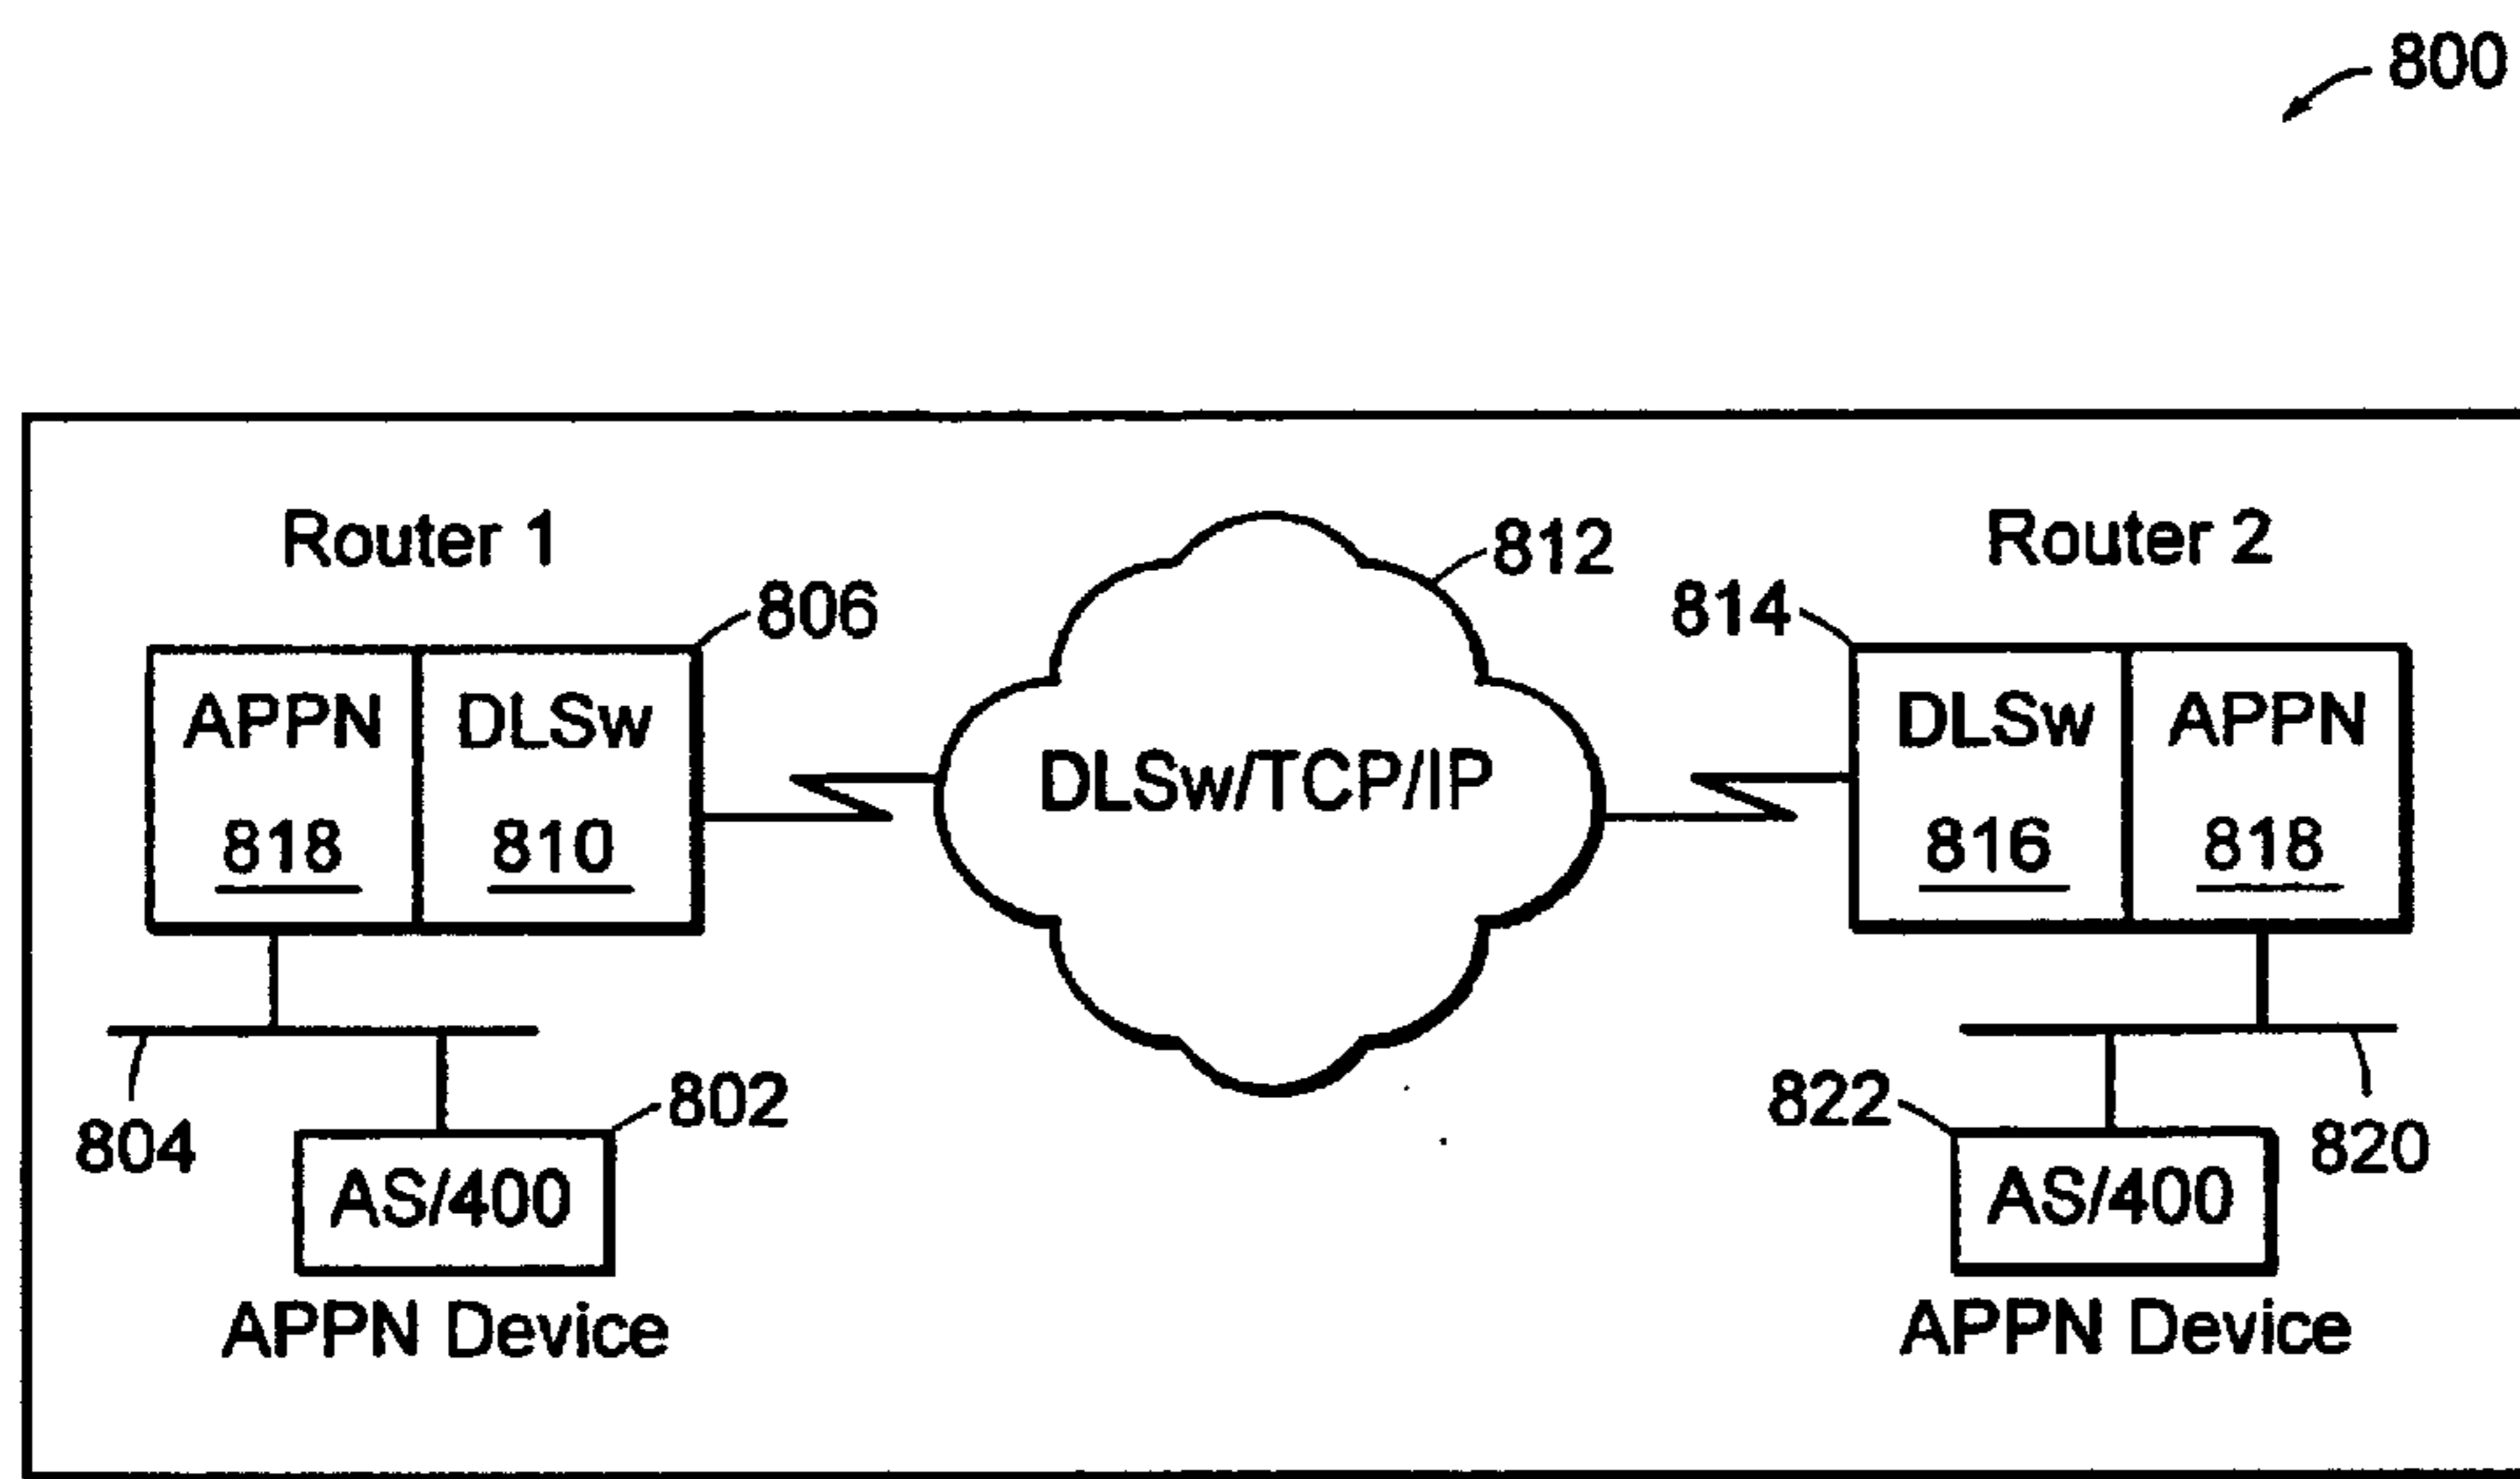 800
Router 1
812
Router 2
806
814
APPN DLSw
818 810
DLSw/TCP/IP
DLSw APPN
816 818
804
802
AS/400
APPN Device
822
820
AS/400
APPN Device